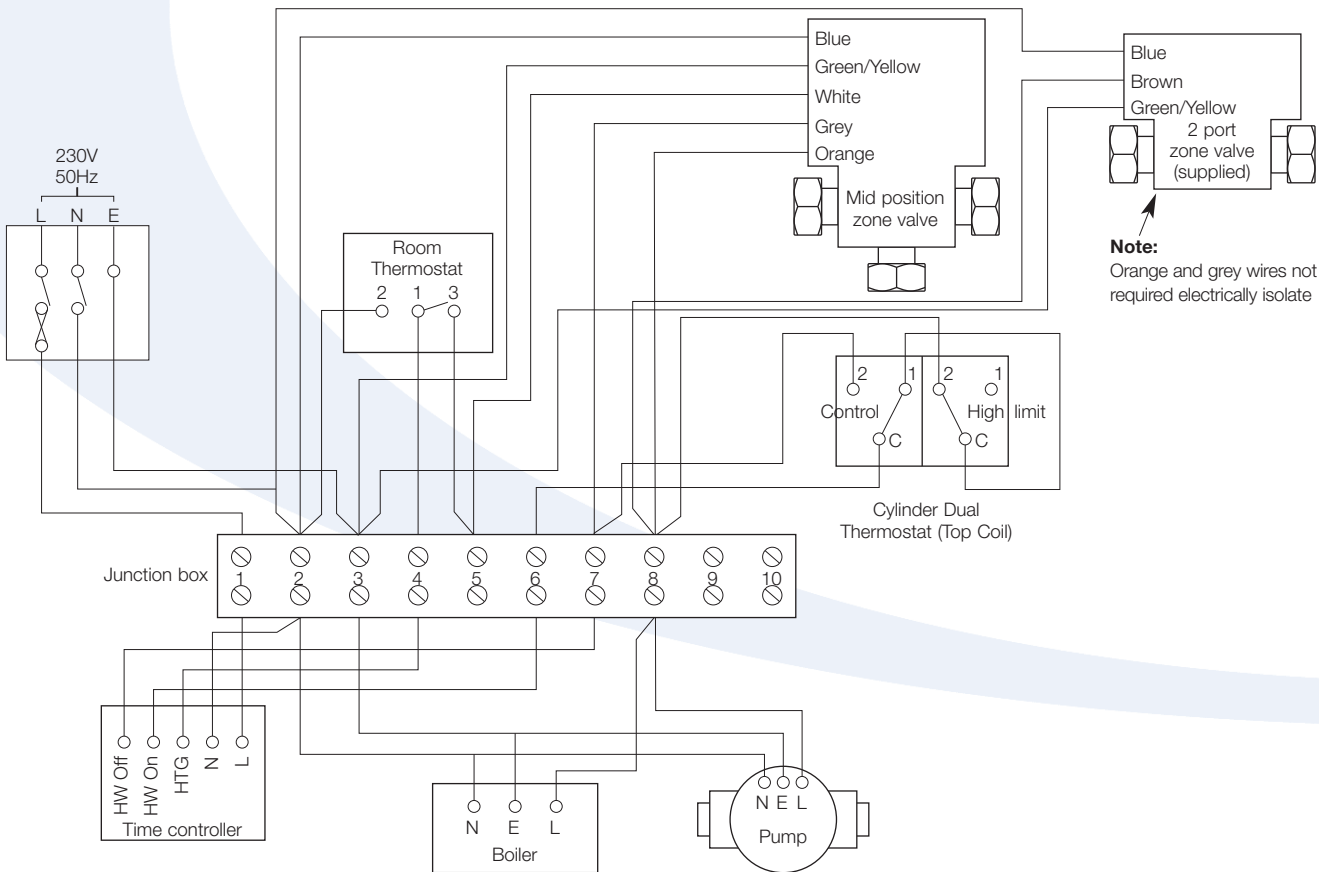 Blue
Green/Yellow
White
Grey
Orange
Mid position
zone valve
Blue
Brown
Green/Yellow
2 port
zone valve
(supplied)
Note:
Orange and grey wires not
required electrically isolate
230V
50Hz
L N E
Room
Thermostat
2 1 3
2 1 2 1
Control High limit
C C
Cylinder Dual
Thermostat (Top Coil)
Junction box
1 2 3 4 5 6 7 8 9 10
HW Off
HW On
HTG
N
L
Time controller
N E L
Boiler
N E L
Pump